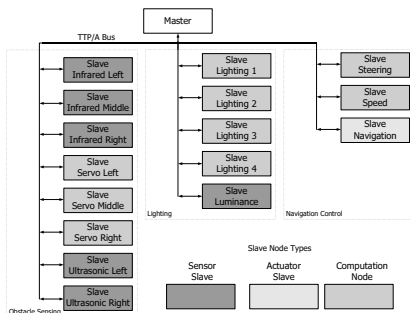 Master
TTP/A Bus
Slave
Infrared Left
Slave
Infrared Middle
Slave
Infrared Right
Slave
Servo Left
Slave
Servo Middle
Slave
Servo Right
Slave
Ultrasonic Left
Slave
Ultrasonic Right
Obstacle Sensing
Slave
Lighting 1
Slave
Lighting 2
Slave
Lighting 3
Slave
Lighting 4
Slave
Luminance
Lighting
Slave
Steering
Slave
Speed
Slave
Navigation
Navigation Control
Slave Node Types
Sensor
Slave
Actuator
Slave
Computation
Node